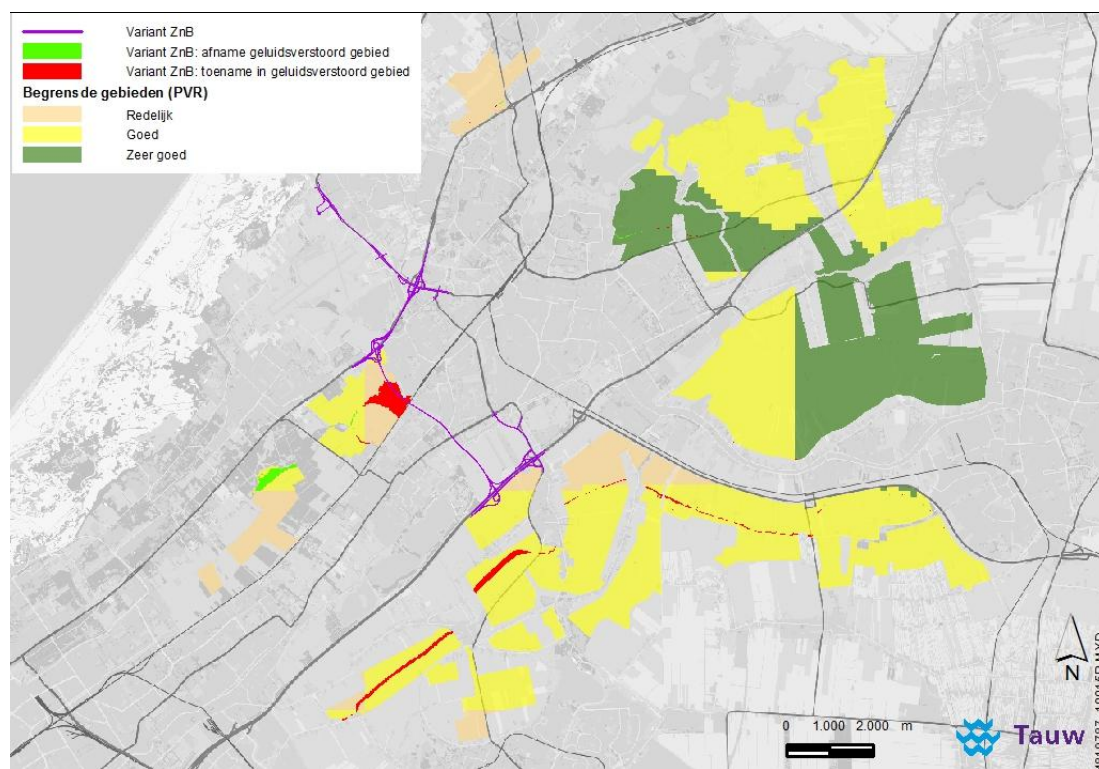 Variant ZnB
Variant ZnB: afname geluidsverstoord gebied
Variant ZnB: toename in geluidsverstoord gebied
Begrensde gebieden (PVR)
Redelijk
Goed
Zeer goed
N
0 1.000 2.000 m
Tauw